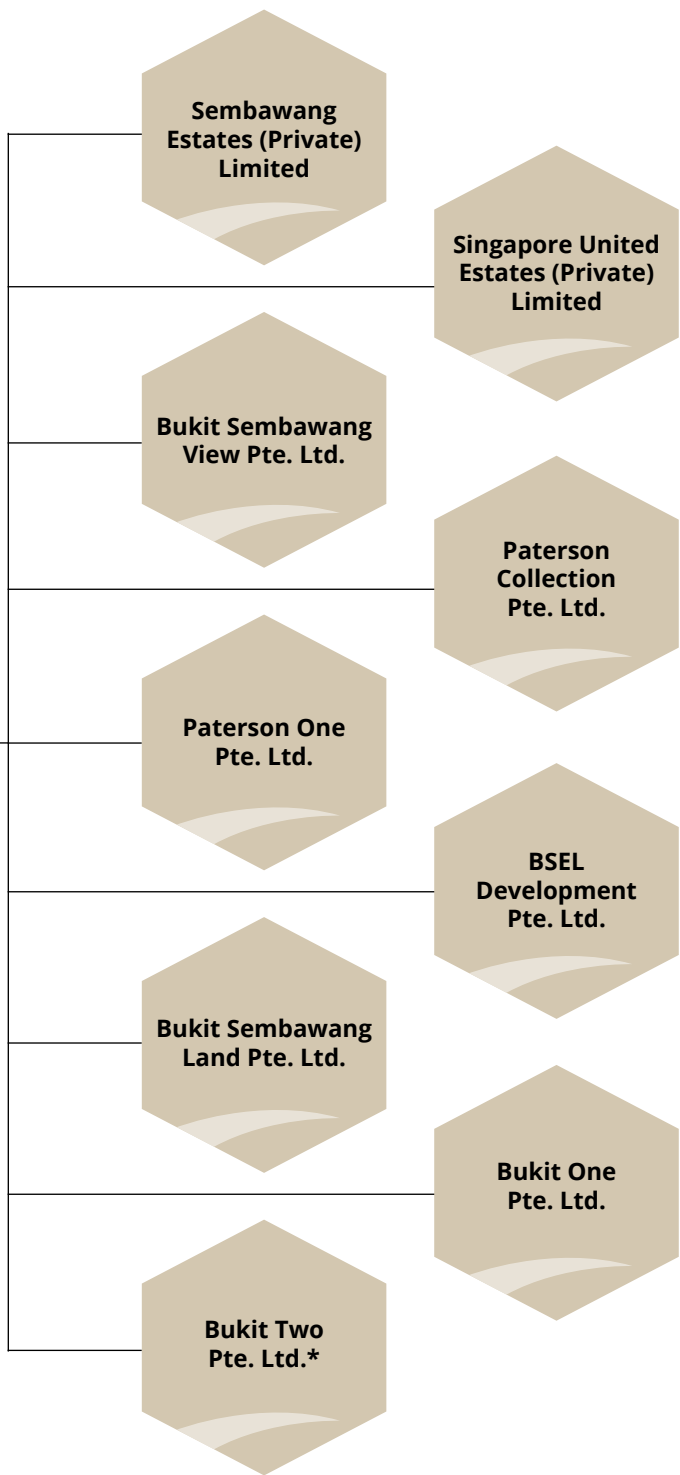 Sembawang
Estates (Private)
Limited
Singapore United
Estates (Private)
Limited
Bukit Sembawang
View Pte. Ltd.
Paterson
Collection
Pte. Ltd.
Paterson One
Pte. Ltd.
BSEL
Development
Pte. Ltd.
Bukit Sembawang
Land Pte. Ltd.
Bukit One
Pte. Ltd.
Bukit Two
Pte. Ltd.*